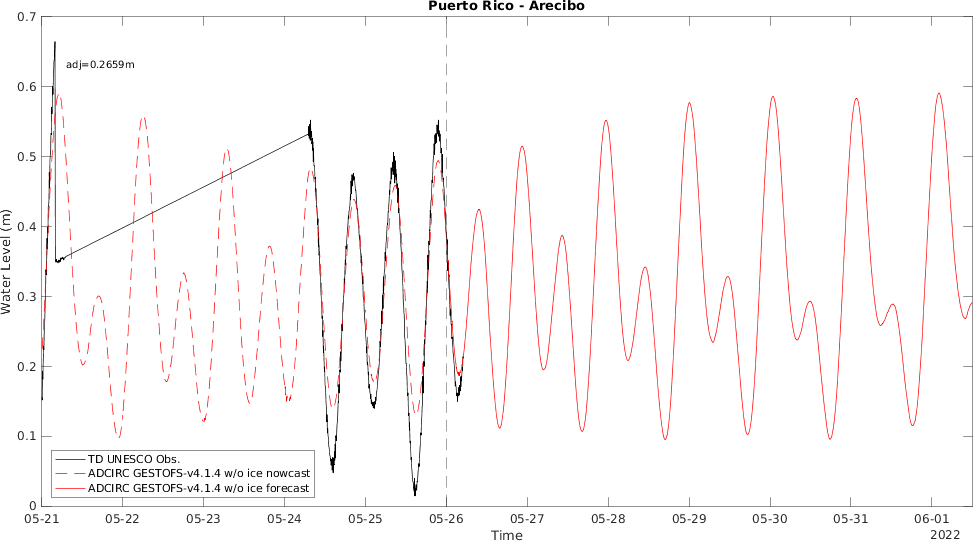 Puerto Rico - Arecibo
0.7
adj=0.2659m
0.6
0.5
0.4
0.3
0.2
0.1
0
Water Level (m)
TD UNESCO Obs.
ADCIRC GESTOFS-v4.1.4 w/o ice nowcast
ADCIRC GESTOFS-v4.1.4 w/o ice forecast
05-21 05-22 05-23 05-24 05-25 05-26 05-27 05-28 05-29 05-30 05-31 06-01
Time
2022